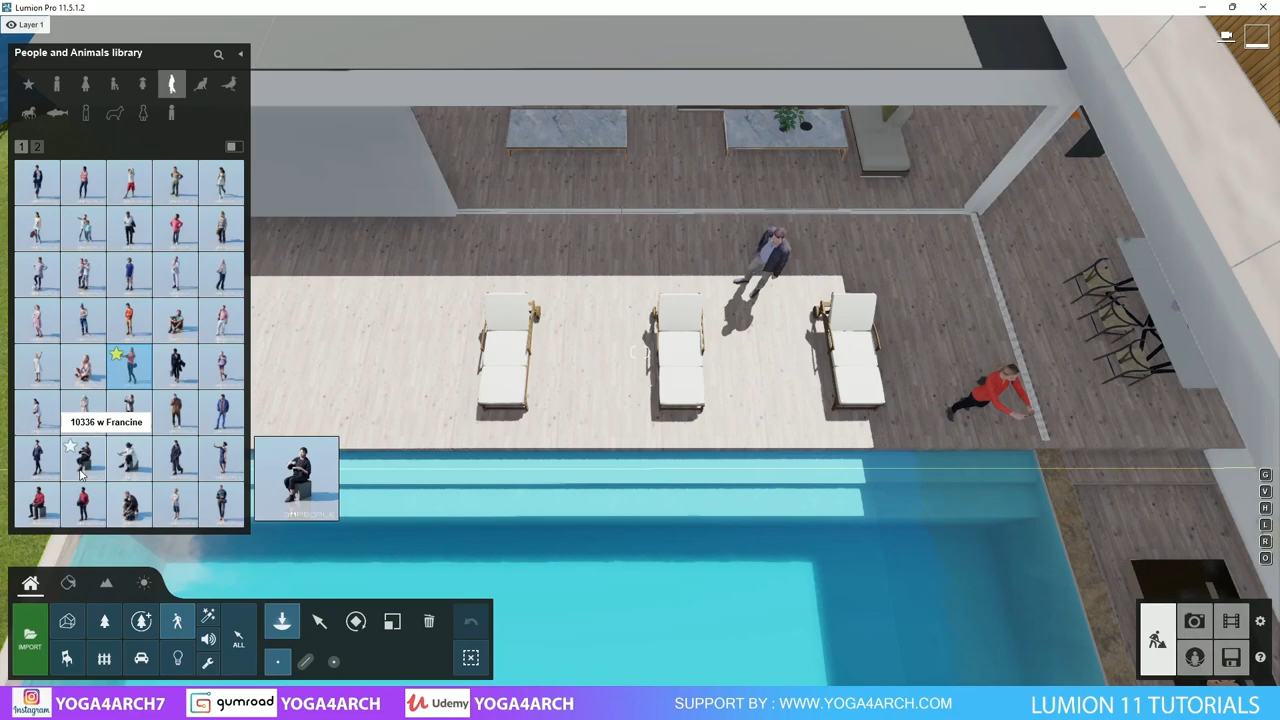 Lumion Pro 11.5.1.2
Layer 1
People and Animals library
1 2
10336 w Francine
G
V
H
L
R
O
IMPORT
ALL
Instagram
YOGA4ARCH7
gumroad
YOGA4ARCH
Udemy
YOGA4ARCH
SUPPORT BY : WWW.YOGA4ARCH.COM
LUMION 11 TUTORIALS